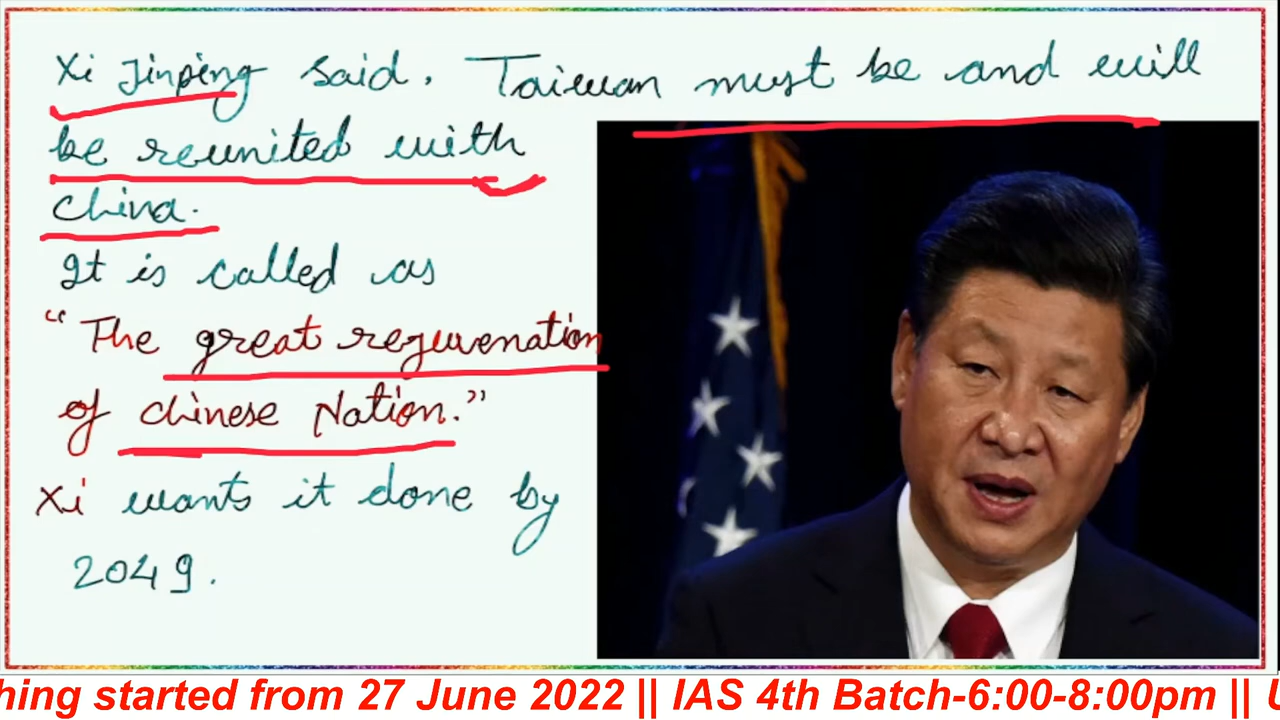 Xi Jinping said, Taiwan must be and will
be reunited with
China.
It is called as
“The great rejuvenation
of Chinese Nation.”
Xi wants it done by
2049.
hing started from 27 June 2022 || IAS 4th Batch-6:00-8:00pm || U